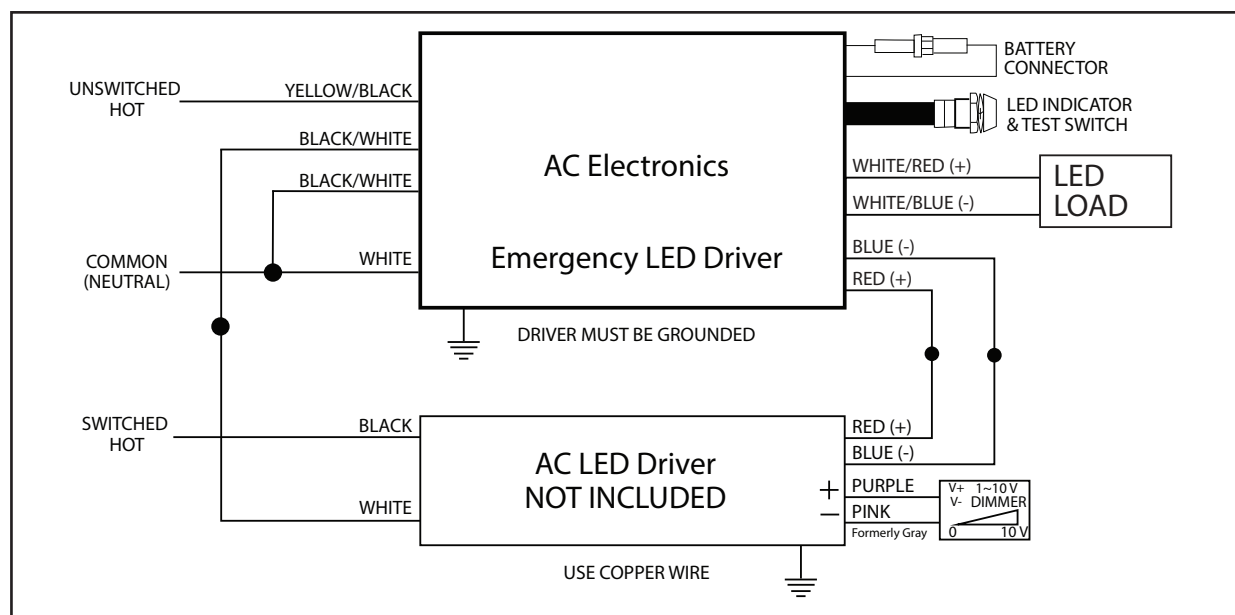 UNSWITCHED
HOT
YELLOW/BLACK
BLACK/WHITE
BLACK/WHITE
COMMON
(NEUTRAL)
WHITE
AC Electronics
Emergency LED Driver
BATTERY
CONNECTOR
LED INDICATOR
& TEST SWITCH
WHITE/RED (+)
WHITE/BLUE (-)
LED
LOAD
BLUE (-)
RED (+)
DRIVER MUST BE GROUNDED
SWITCHED
HOT
BLACK
WHITE
AC LED Driver
NOT INCLUDED
RED (+)
BLUE (-)
+ PURPLE
− PINK
Formerly Gray
V+ 1~10 V
V- DIMMER
0 10 V
USE COPPER WIRE